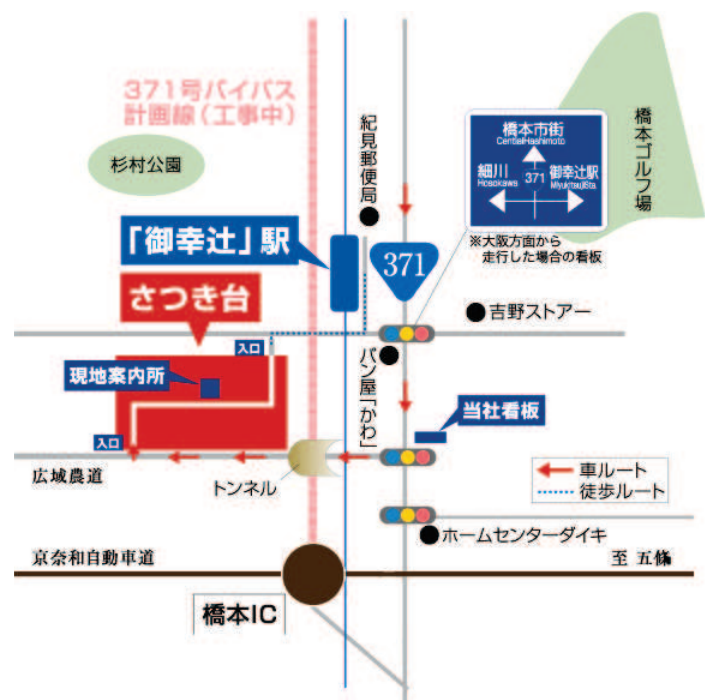 371号バイパス
計画線（工事中）
杉村公園
紀見郵便局
橋本市街
CentralHashimoto
細川
Hosokawa
371
御幸辻駅
MiyukitsujiSta.
橋本ゴルフ場
※大阪方面から
走行した場合の看板
「御幸辻」駅
371
さつき台
吉野ストアー
入口
現地案内所
パン屋「かわ」
当社看板
入口
広域農道
トンネル
車ルート
徒歩ルート
ホームセンターダイキ
京奈和自動車道
至 五條
橋本IC